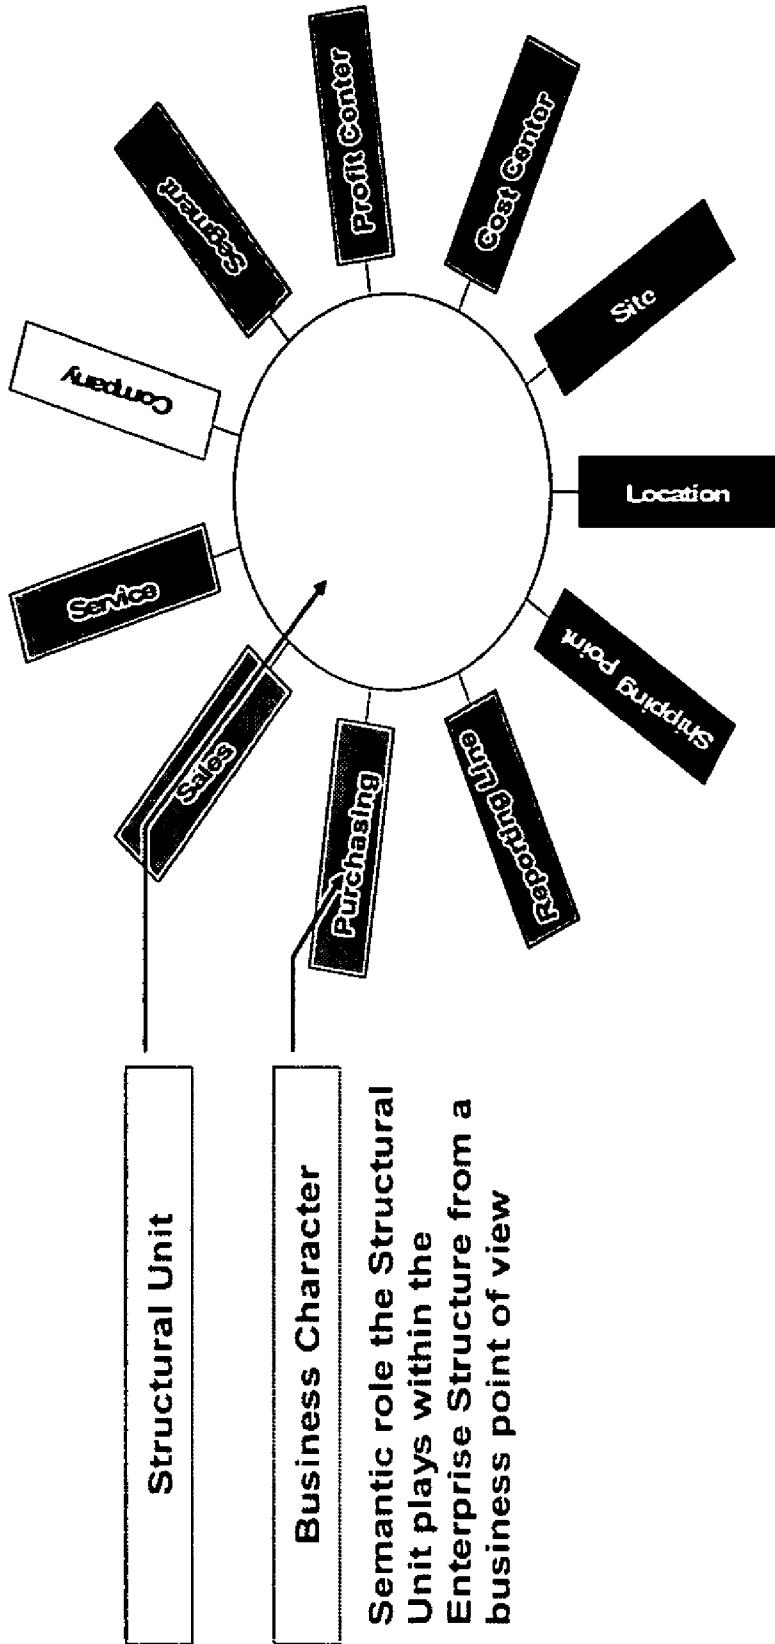 Structural Unit
Business Character
Semantic role the Structural
Unit plays within the
Enterprise Structure from a
business point of view
Company
Segment
Profit Center
Cost Center
Site
Location
Shipping Point
Reporting Line
Purchasing
Sales
Service